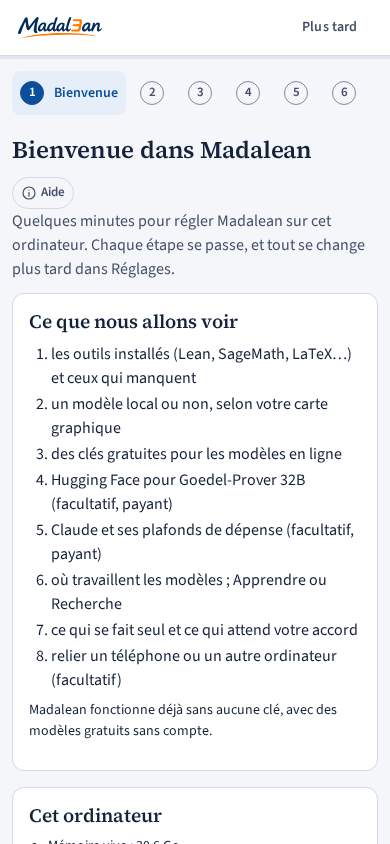 Madalean
Plus tard
1 Bienvenue 2 3 4 5 6
Bienvenue dans Madalean
Aide
Quelques minutes pour régler Madalean sur cet
ordinateur. Chaque étape se passe, et tout se change
plus tard dans Réglages.
Ce que nous allons voir
1. les outils installés (Lean, SageMath, LaTeX…)
et ceux qui manquent
2. un modèle local ou non, selon votre carte
graphique
3. des clés gratuites pour les modèles en ligne
4. Hugging Face pour Goedel-Prover 32B
(facultatif, payant)
5. Claude et ses plafonds de dépense (facultatif,
payant)
6. où travaillent les modèles ; Apprendre ou
Recherche
7. ce qui se fait seul et ce qui attend votre accord
8. relier un téléphone ou un autre ordinateur
(facultatif)
Madalean fonctionne déjà sans aucune clé, avec des
modèles gratuits sans compte.
Cet ordinateur